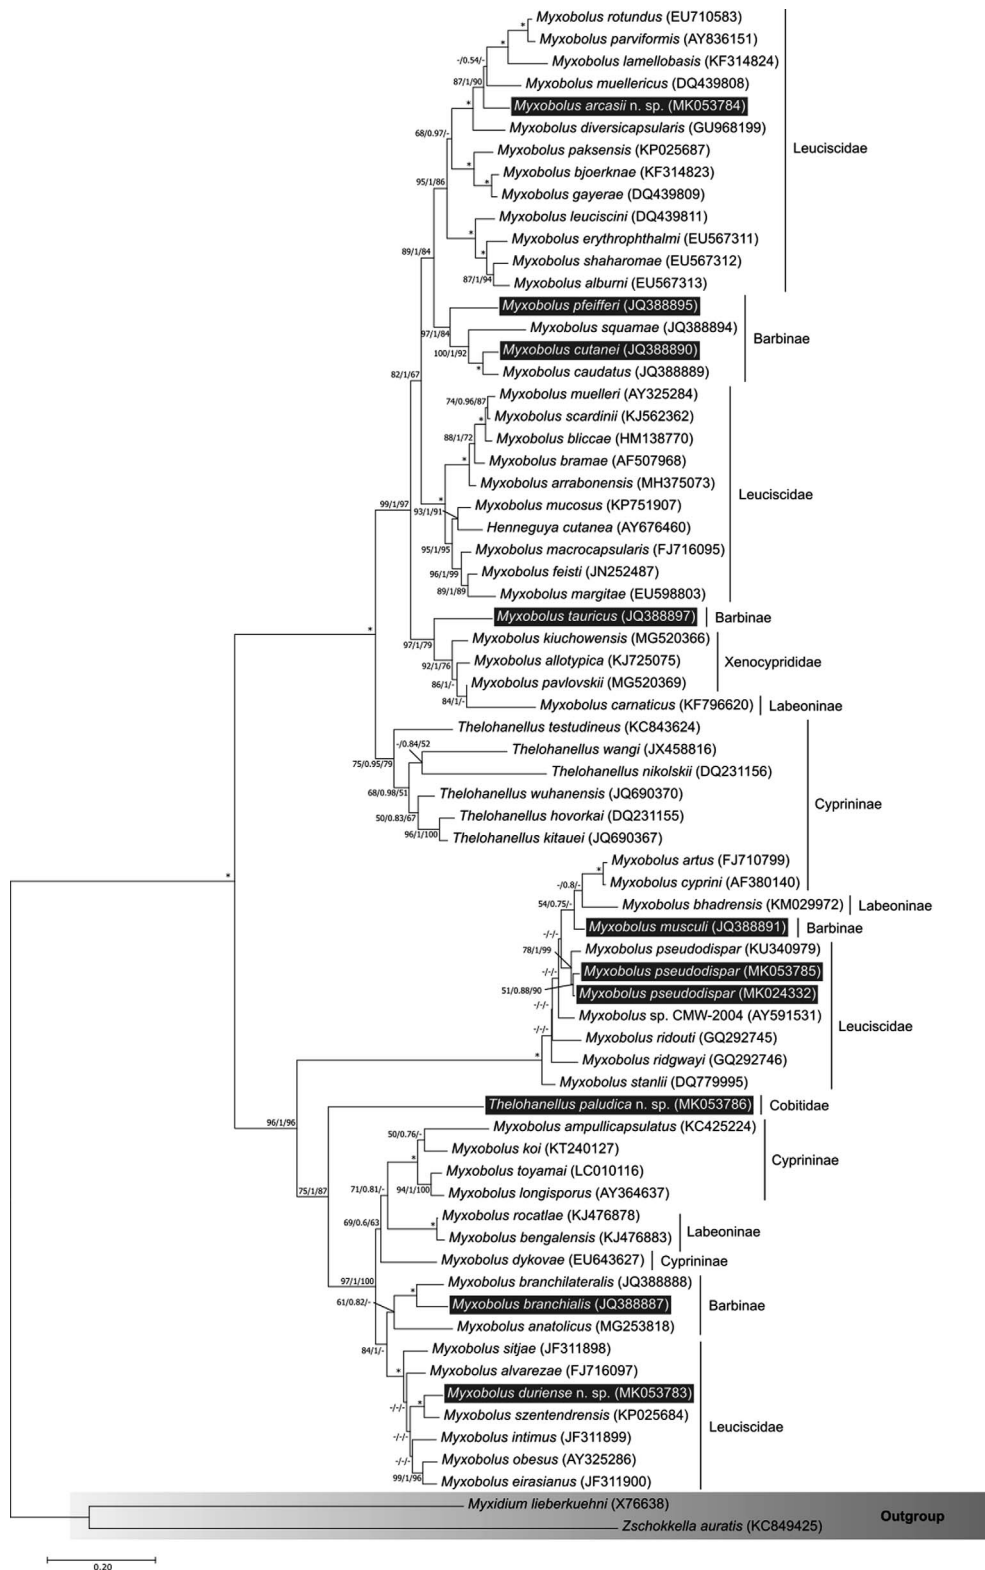 Myxobolus rotundus (EU710583)
Myxobolus parviformis (AY836151)
Myxobolus lamellobasis (KF314824)
Myxobolus muellericus (DQ439808)
Myxobolus arcasii n. sp. (MK053784)
Myxobolus diversicapsularis (GU968199)
Myxobolus paksensis (KP025687)
Myxobolus bjoerknae (KF314823)
Myxobolus gayerae (DQ439809)
Myxobolus leuciscini (DQ439811)
Myxobolus erythrophthalmi (EU567311)
Myxobolus shaharomae (EU567312)
Myxobolus alburni (EU567313)
Leuciscidae
Myxobolus pfeifferi (JQ388895)
Myxobolus squamae (JQ388894)
Myxobolus cutanei (JQ388890)
Myxobolus caudatus (JQ388889)
Barbinae
Myxobolus muelleri (AY325284)
Myxobolus scardinii (KJ562362)
Myxobolus bliccae (HM138770)
Myxobolus bramae (AF507968)
Myxobolus arrabonensis (MH375073)
Myxobolus mucosus (KP751907)
Henneguya cutanea (AY676460)
Myxobolus macrocapsularis (FJ716095)
Myxobolus feisti (JN252487)
Myxobolus margitae (EU598803)
Leuciscidae
Myxobolus tauricus (JQ388897)
Barbinae
Myxobolus kiuchowensis (MG520366)
Myxobolus allotypica (KJ725075)
Myxobolus pavlovskii (MG520369)
Xenocyprididae
Myxobolus carnaticus (KF796620)
Labeoninae
Thelohanellus testudineus (KC843624)
Thelohanellus wangi (JX458816)
Thelohanellus nikolskii (DQ231156)
Thelohanellus wuhanensis (JQ690370)
Thelohanellus hovorkai (DQ231155)
Thelohanellus kitauei (JQ690367)
Myxobolus artus (FJ710799)
Myxobolus cyprini (AF380140)
Cyprininae
Myxobolus bhadrensis (KM029972)
Labeoninae
Myxobolus musculi (JQ388891)
Barbinae
Myxobolus pseudodispar (KU340979)
Myxobolus pseudodispar (MK053785)
Myxobolus pseudodispar (MK024332)
Myxobolus sp. CMW-2004 (AY591531)
Myxobolus ridouti (GQ292745)
Myxobolus ridgwayi (GQ292746)
Myxobolus stanlii (DQ779995)
Leuciscidae
Thelohanellus paludica n. sp. (MK053786)
Cobitidae
Myxobolus ampullicapsulatus (KC425224)
Myxobolus koi (KT240127)
Myxobolus toyamai (LC010116)
Myxobolus longisporus (AY364637)
Cyprininae
Myxobolus rocatlae (KJ476878)
Myxobolus bengalensis (KJ476883)
Labeoninae
Myxobolus dykovae (EU643627)
Cyprininae
Myxobolus branchilateralis (JQ388888)
Myxobolus branchialis (JQ388887)
Myxobolus anatolicus (MG253818)
Barbinae
Myxobolus sitjae (JF311898)
Myxobolus alvarezae (FJ716097)
Myxobolus duriense n. sp. (MK053783)
Myxobolus szentendrensis (KP025684)
Myxobolus intimus (JF311899)
Myxobolus obesus (AY325286)
Myxobolus eirasianus (JF311900)
Leuciscidae
Myxidium lieberkuehni (X76638)
Zschokkella auratis (KC849425)
Outgroup
-/0.54/-
87/1/90
68/0.97/-
95/1/86
89/1/84
87/1/94
97/1/84
100/1/92
82/1/67
74/0.96/87
88/1/72
93/1/91
99/1/97
95/1/95
96/1/99
89/1/89
97/1/79
92/1/76
86/1/-
84/1/-
-/0.84/52
75/0.95/79
68/0.98/51
50/0.83/67
96/1/100
-/0.8/-
54/0.75/-
-/-/-
78/1/99
-/-/-
51/0.88/90
-/-/-
-/-/-
96/1/96
50/0.76/-
75/1/87
71/0.81/-
94/1/100
69/0.6/63
97/1/100
61/0.82/-
84/1/-
-/-/-
-/-/-
-/-/-
99/1/96
0.20